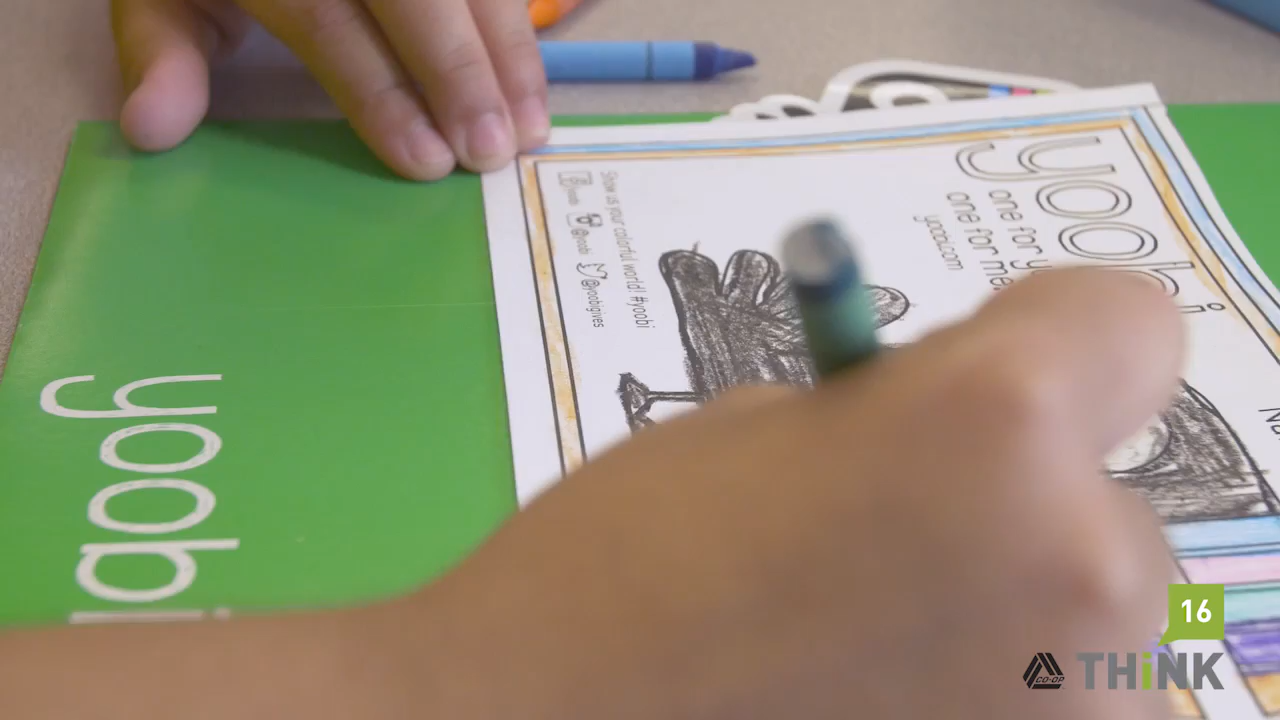 yoobi
yoobi
one for y
one for me.
yoobi.com
Show us your colorful world! #yoobi
@yoobi
@yoobigives
16
CO-OP
THiNK